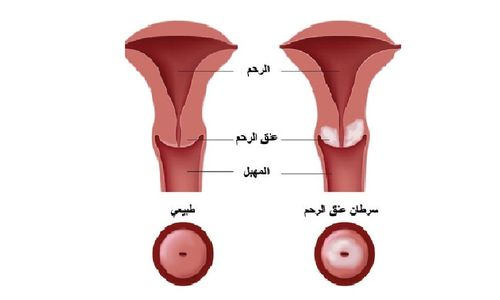 الرحم
عنق الرحم
المهبل
سرطان عنق الرحم
طبيعي